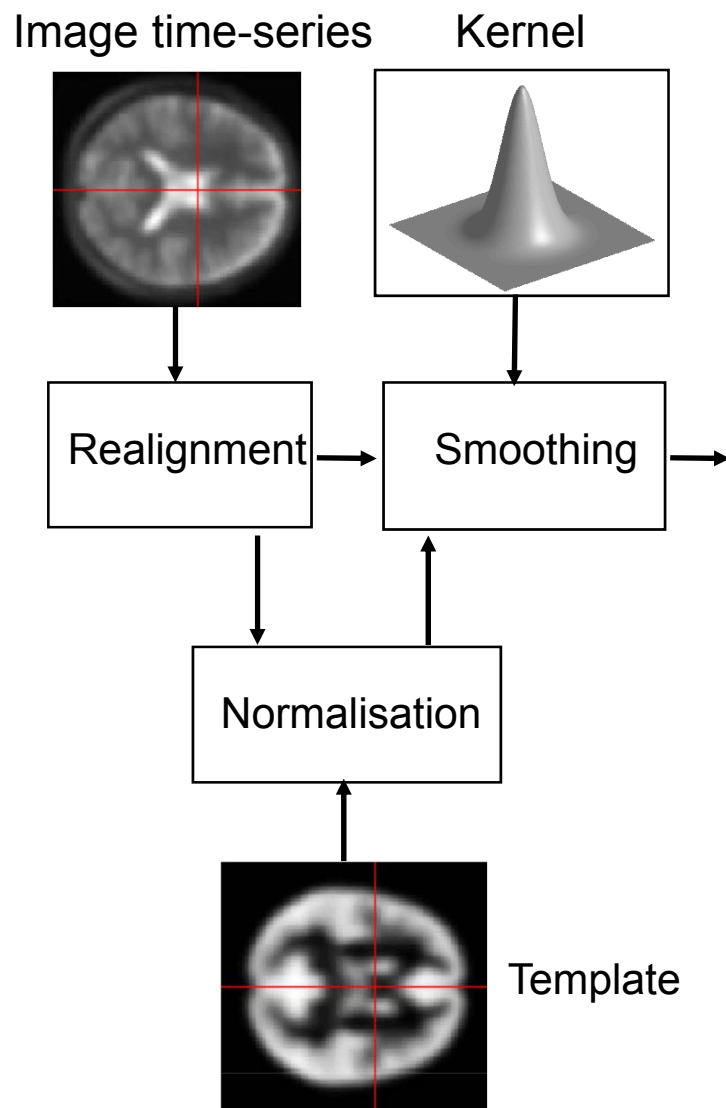 Image time-series
Kernel
Realignment
Smoothing
Normalisation
Template